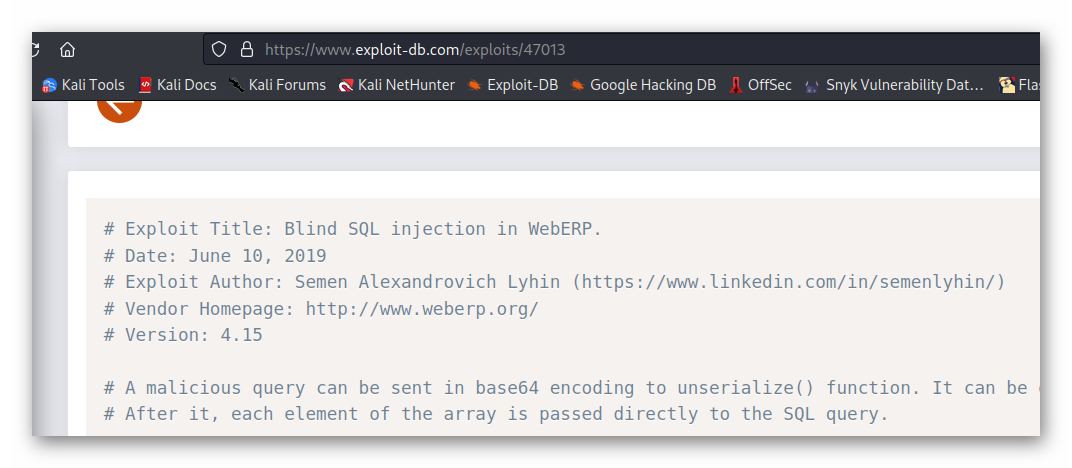 https://www.exploit-db.com/exploits/47013
Kali Tools Kali Docs Kali Forums Kali NetHunter Exploit-DB Google Hacking DB OffSec Snyk Vulnerability Dat… Fla
# Exploit Title: Blind SQL injection in WebERP.
# Date: June 10, 2019
# Exploit Author: Semen Alexandrovich Lyhin (https://www.linkedin.com/in/semenlyhin/)
# Vendor Homepage: http://www.weberp.org/
# Version: 4.15
# A malicious query can be sent in base64 encoding to unserialize() function. It can be
# After it, each element of the array is passed directly to the SQL query.